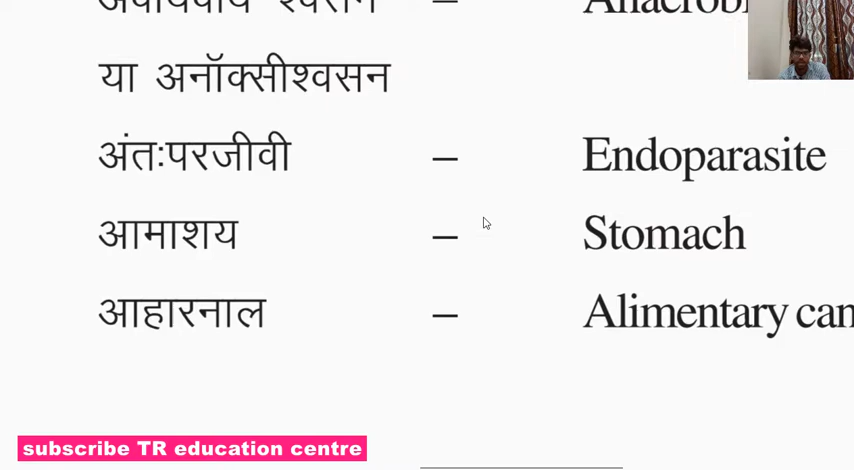 या अनॉक्सीश्वसन
अंतःपरजीवी – Endoparasite
आमाशय – Stomach
आहारनाल – Alimentary
subscribe TR education centre